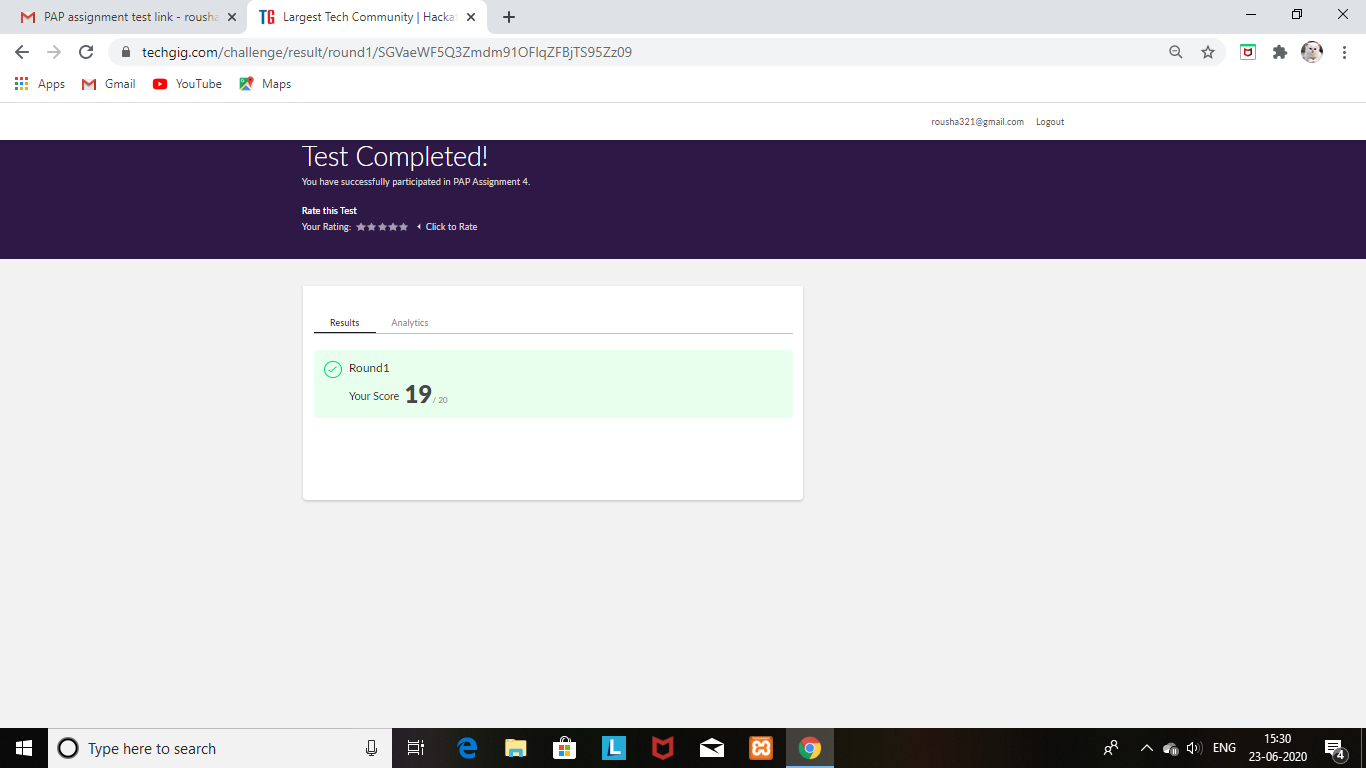 PAP assignment test link - rousha
Largest Tech Community | Hackat
techgig.com/challenge/result/round1/SGVaeWF5Q3Zmdm91OFlqZFBjTS95Zz09
Apps
Gmail
YouTube
Maps
rousha321@gmail.com
Logout
Test Completed!
You have successfully participated in PAP Assignment 4.
Rate this Test
Your Rating:
Click to Rate
Results
Analytics
Round1
Your Score 19 / 20
Type here to search
ENG
15:30
23-06-2020
4